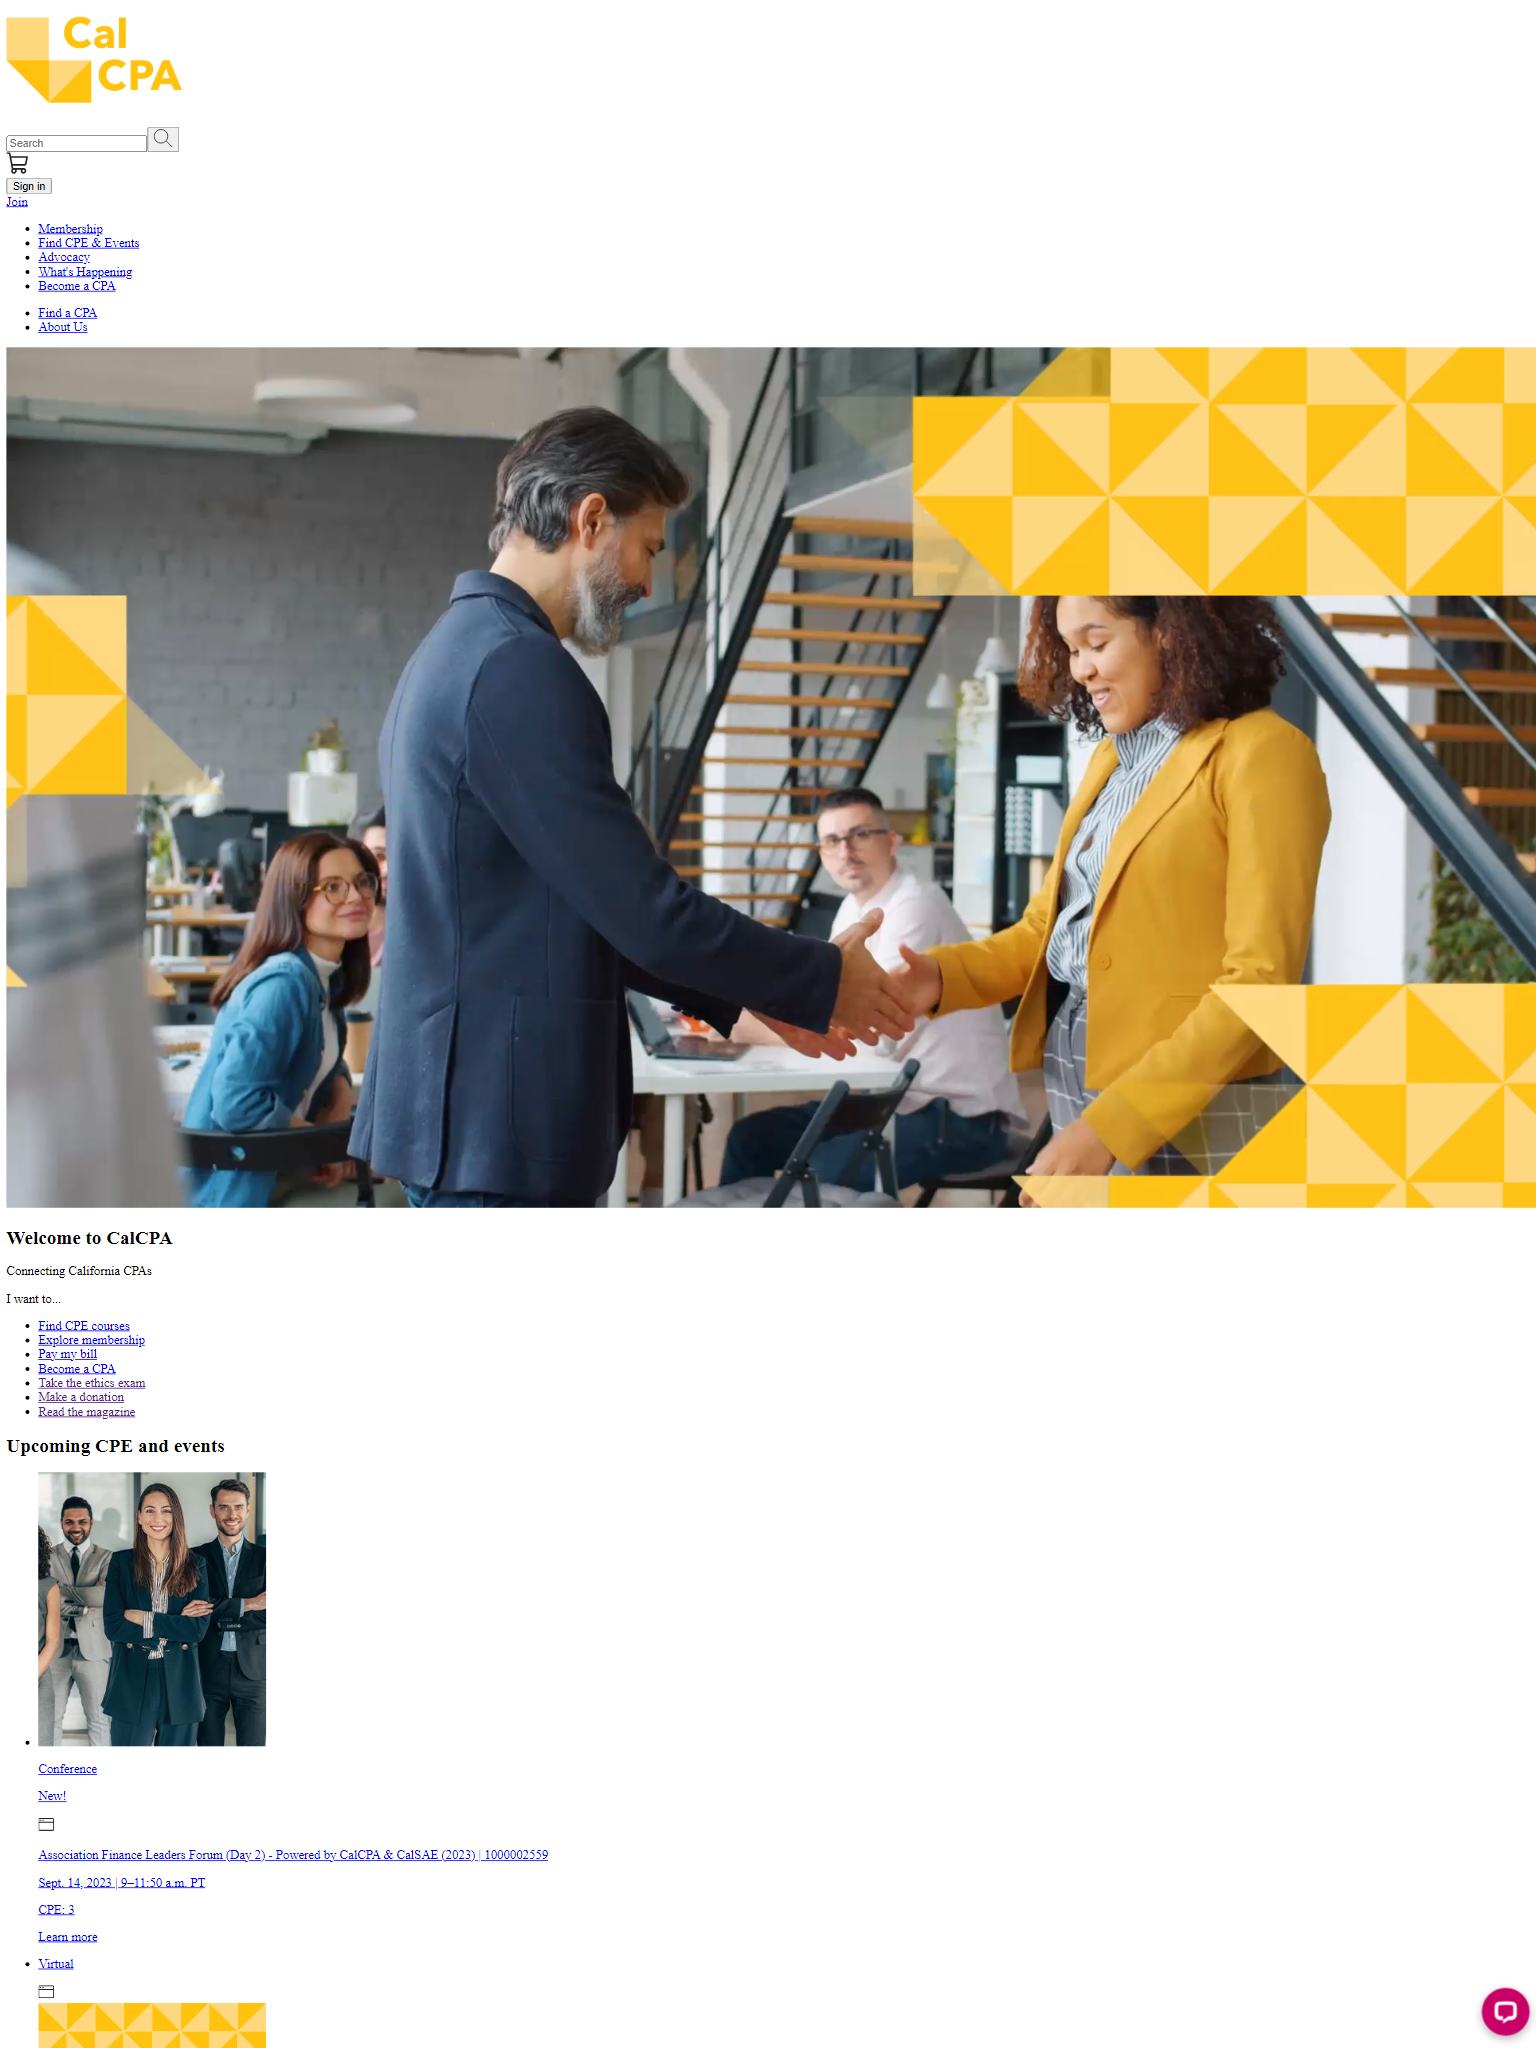 Cal
CPA
Search
Sign in
Join
Membership
Find CPE & Events
Advocacy
What's Happening
Become a CPA
Find a CPA
About Us
Welcome to CalCPA
Connecting California CPAs
I want to...
Find CPE courses
Explore membership
Pay my bill
Become a CPA
Take the ethics exam
Make a donation
Read the magazine
Upcoming CPE and events
Conference
New!
Association Finance Leaders Forum (Day 2) - Powered by CalCPA & CalSAE (2023) | 1000002559
Sept. 14, 2023 | 9–11:50 a.m. PT
CPE: 3
Learn more
Virtual